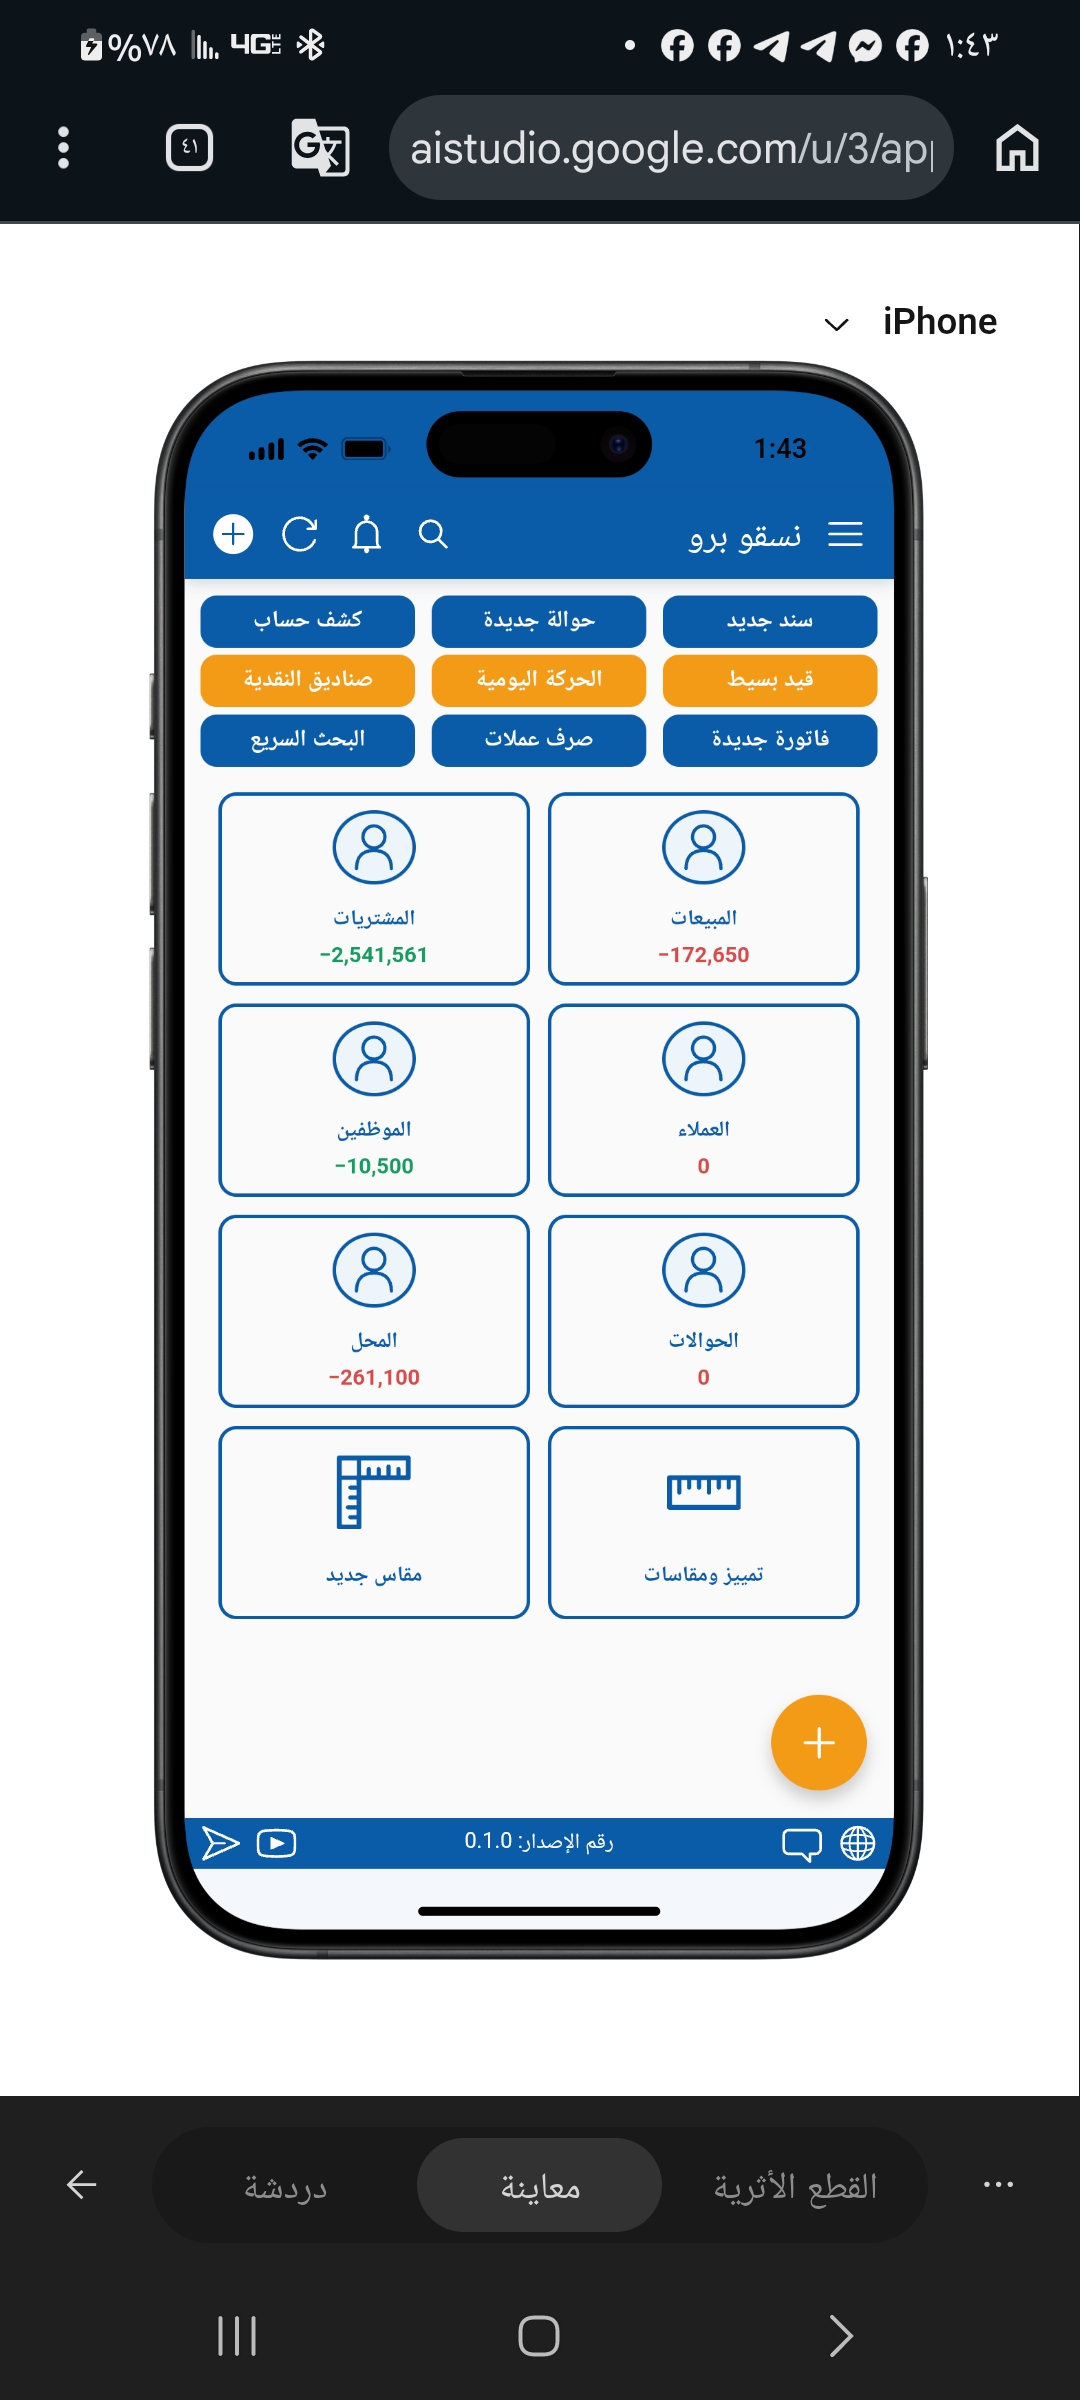 %٧٨ 4G LTE ١:٤٣
٤١ aistudio.google.com/u/3/ap
iPhone
1:43
نسقو برو
سند جديد
حوالة جديدة
كشف حساب
قيد بسيط
الحركة اليومية
صناديق النقدية
فاتورة جديدة
صرف عملات
البحث السريع
المبيعات
−172,650
المشتريات
−2,541,561
العملاء
0
الموظفين
−10,500
الحوالات
0
المحل
−261,100
تمييز ومقاسات
مقاس جديد
رقم الإصدار: 0.1.0
القطع الأثرية
معاينة
دردشة